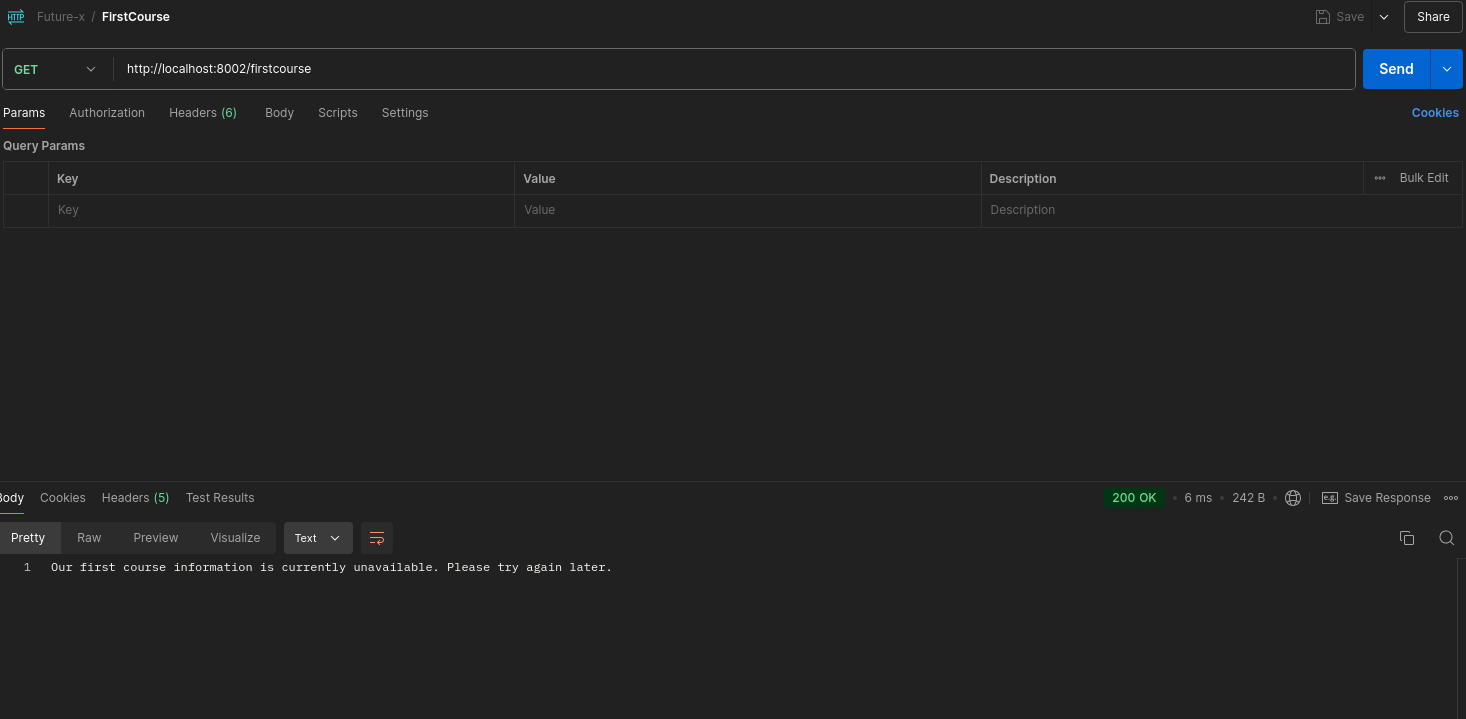 HTTP Future-x / FirstCourse Save Share
GET http://localhost:8002/firstcourse Send
Params Authorization Headers (6) Body Scripts Settings Cookies
Query Params
Key Value Description Bulk Edit
Key Value Description
Body Cookies Headers (5) Test Results 200 OK 6 ms 242 B e.g. Save Response
Pretty Raw Preview Visualize Text
1 Our first course information is currently unavailable. Please try again later.